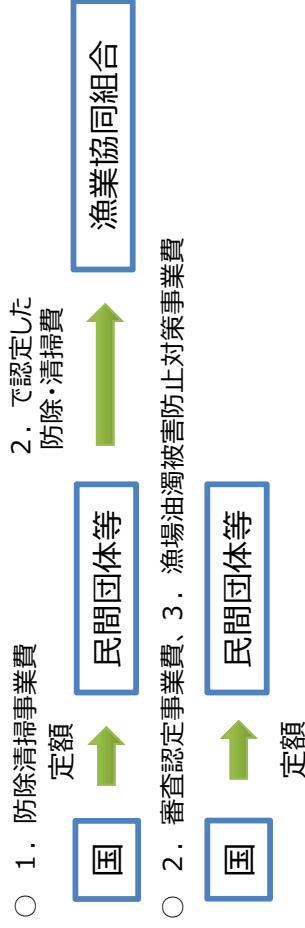 ○ 1．防除清掃事業費
定額
2．で認定した
防除・清掃費
国
民間団体等
漁業協同組合
○ 2．審査認定事業費、3．漁場油濁被害防止対策事業費
国
民間団体等
定額